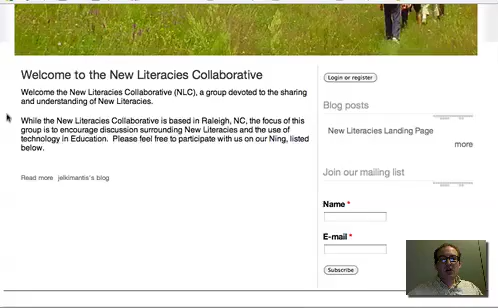 Welcome to the New Literacies Collaborative
Welcome the New Literacies Collaborative (NLC), a group devoted to the sharing
and understanding of New Literacies.
While the New Literacies Collaborative is based in Raleigh, NC, the focus of this
group is to encourage discussion surrounding New Literacies and the use of
technology in Education. Please feel free to participate with us on our Ning, listed
below.
Read more jelkimantis's blog
Login or register
Blog posts
New Literacies Landing Page
more
Join our mailing list
Name *
E-mail *
Subscribe